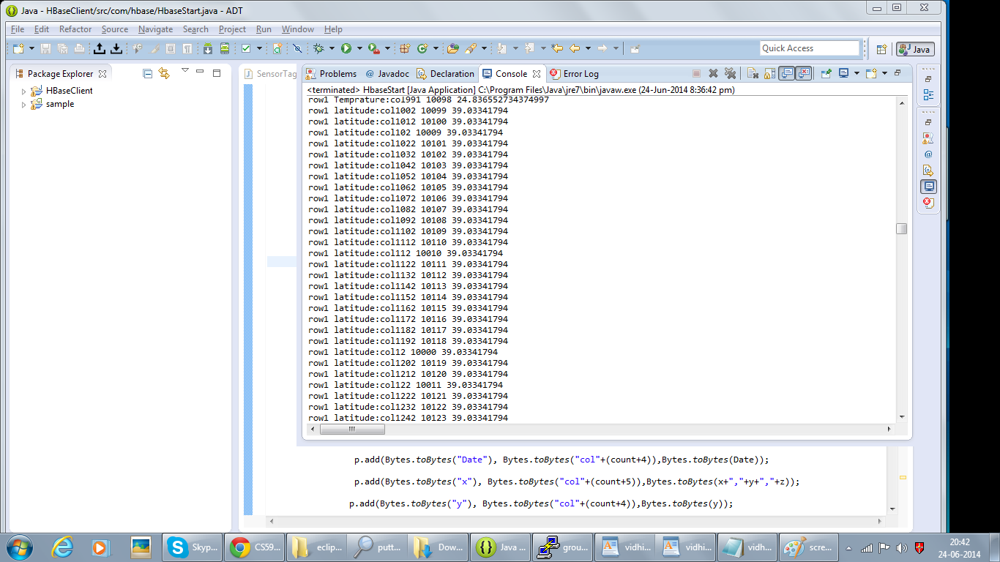 Java - HBaseClient/src/com/hbase/HbaseStart.java - ADT
File Edit Refactor Source Navigate Search Project Run Window Help
Quick Access
Java
Package Explorer
HBaseClient
sample
SensorTag
Problems Javadoc Declaration Console Error Log
<terminated> HbaseStart [Java Application] C:\Program Files\Java\jre7\bin\javaw.exe (24-Jun-2014 8:36:42 pm)
row1 Temprature:col991 10098 24.836552734374997
row1 latitude:col1002 10099 39.03341794
row1 latitude:col1012 10100 39.03341794
row1 latitude:col102 10009 39.03341794
row1 latitude:col1022 10101 39.03341794
row1 latitude:col1032 10102 39.03341794
row1 latitude:col1042 10103 39.03341794
row1 latitude:col1052 10104 39.03341794
row1 latitude:col1062 10105 39.03341794
row1 latitude:col1072 10106 39.03341794
row1 latitude:col1082 10107 39.03341794
row1 latitude:col1092 10108 39.03341794
row1 latitude:col1102 10109 39.03341794
row1 latitude:col1112 10110 39.03341794
row1 latitude:col112 10010 39.03341794
row1 latitude:col1122 10111 39.03341794
row1 latitude:col1132 10112 39.03341794
row1 latitude:col1142 10113 39.03341794
row1 latitude:col1152 10114 39.03341794
row1 latitude:col1162 10115 39.03341794
row1 latitude:col1172 10116 39.03341794
row1 latitude:col1182 10117 39.03341794
row1 latitude:col1192 10118 39.03341794
row1 latitude:col12 10000 39.03341794
row1 latitude:col1202 10119 39.03341794
row1 latitude:col1212 10120 39.03341794
row1 latitude:col122 10011 39.03341794
row1 latitude:col1222 10121 39.03341794
row1 latitude:col1232 10122 39.03341794
row1 latitude:col1242 10123 39.03341794
p.add(Bytes.toBytes("Date"), Bytes.toBytes("col"+(count+4)),Bytes.toBytes(Date));
p.add(Bytes.toBytes("x"), Bytes.toBytes("col"+(count+5)),Bytes.toBytes(x+","+y+","+z));
p.add(Bytes.toBytes("y"), Bytes.toBytes("col"+(count+4)),Bytes.toBytes(y));
Skyp... CS59... eclip... putt... Dow... Java ... grou... vidhi... vidhi... vidh... scre... 20:42
24-06-2014